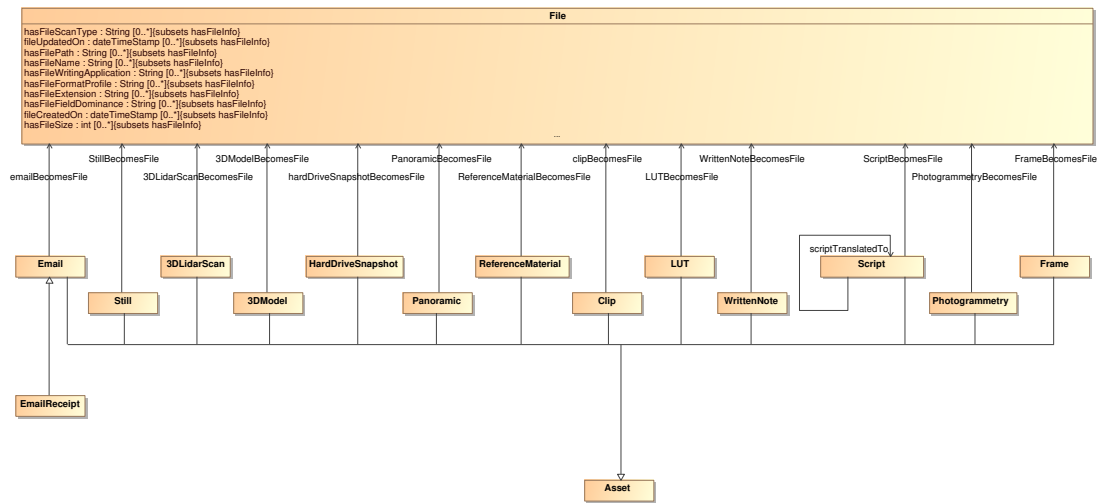 File
hasFileScanType : String [0..*]{subsets hasFileInfo}
fileUpdatedOn : dateTimeStamp [0..*]{subsets hasFileInfo}
hasFilePath : String [0..*]{subsets hasFileInfo}
hasFileName : String [0..*]{subsets hasFileInfo}
hasFileWritingApplication : String [0..*]{subsets hasFileInfo}
hasFileFormatProfile : String [0..*]{subsets hasFileInfo}
hasFileExtension : String [0..*]{subsets hasFileInfo}
hasFileFieldDominance : String [0..*]{subsets hasFileInfo}
fileCreatedOn : dateTimeStamp [0..*]{subsets hasFileInfo}
hasFileSize : int [0..*]{subsets hasFileInfo}
...
StillBecomesFile 3DModelBecomesFile PanoramicBecomesFile clipBecomesFile WrittenNoteBecomesFile ScriptBecomesFile FrameBecomesFile
emailBecomesFile 3DLidarScanBecomesFile hardDriveSnapshotBecomesFile ReferenceMaterialBecomesFile LUTBecomesFile PhotogrammetryBecomesFile
scriptTranslatedTo
Email 3DLidarScan HardDriveSnapshot ReferenceMaterial LUT Script Frame
Still 3DModel Panoramic Clip WrittenNote Photogrammetry
EmailReceipt
Asset